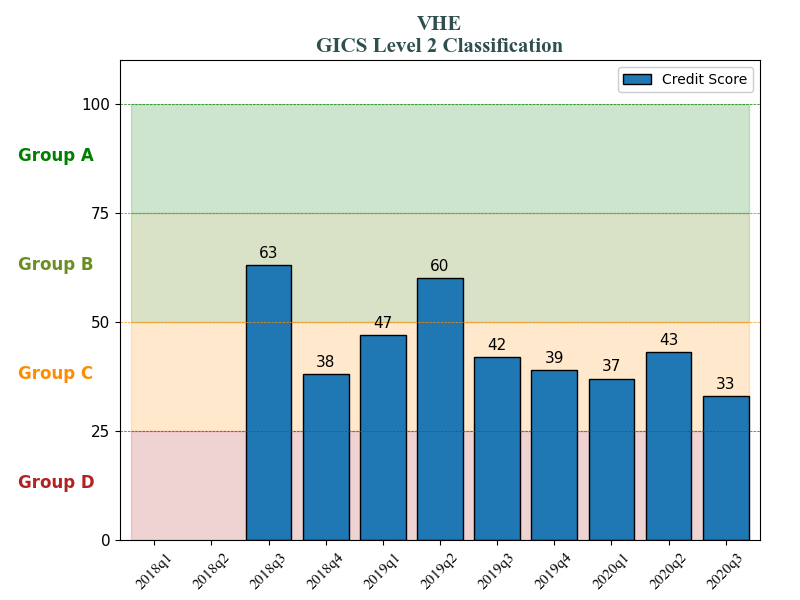 VHE
GICS Level 2 Classification
Credit Score
100
Group A
75
Group B
63
60
50
47
43
42
39
38
37
33
Group C
25
Group D
0
2018q1
2018q2
2018q3
2018q4
2019q1
2019q2
2019q3
2019q4
2020q1
2020q2
2020q3